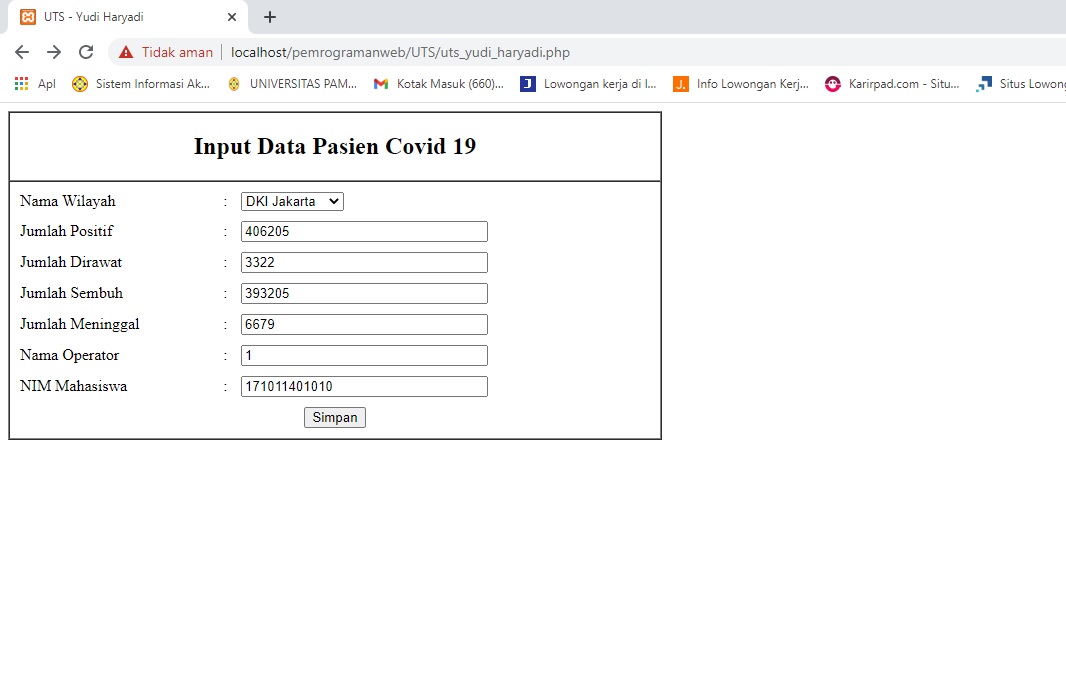 UTS - Yudi Haryadi
Tidak aman localhost/pemrogramanweb/UTS/uts_yudi_haryadi.php
Apl Sistem Informasi Ak... UNIVERSITAS PAM... Kotak Masuk (660)... Lowongan kerja di I... Info Lowongan Kerj... Karirpad.com - Situ... Situs Lowong
Input Data Pasien Covid 19
Nama Wilayah : DKI Jakarta
Jumlah Positif : 406205
Jumlah Dirawat : 3322
Jumlah Sembuh : 393205
Jumlah Meninggal : 6679
Nama Operator : 1
NIM Mahasiswa : 171011401010
Simpan